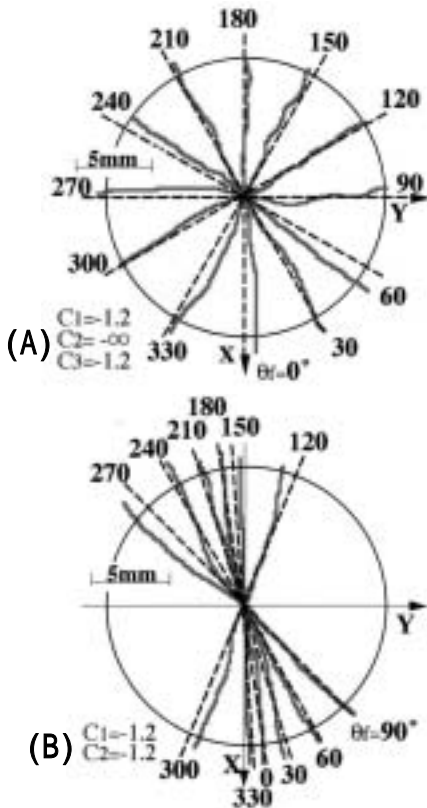 180
210
150
240
120
5mm
270
90
Y
300
60
(A)
C1=-1.2
C2= -∞
C3=-1.2
330
X
30
θf=0°
180
210
150
240
120
270
5mm
Y
(B)
C1=-1.2
C2=-1.2
300
X
330
0
30
60
θf=90°